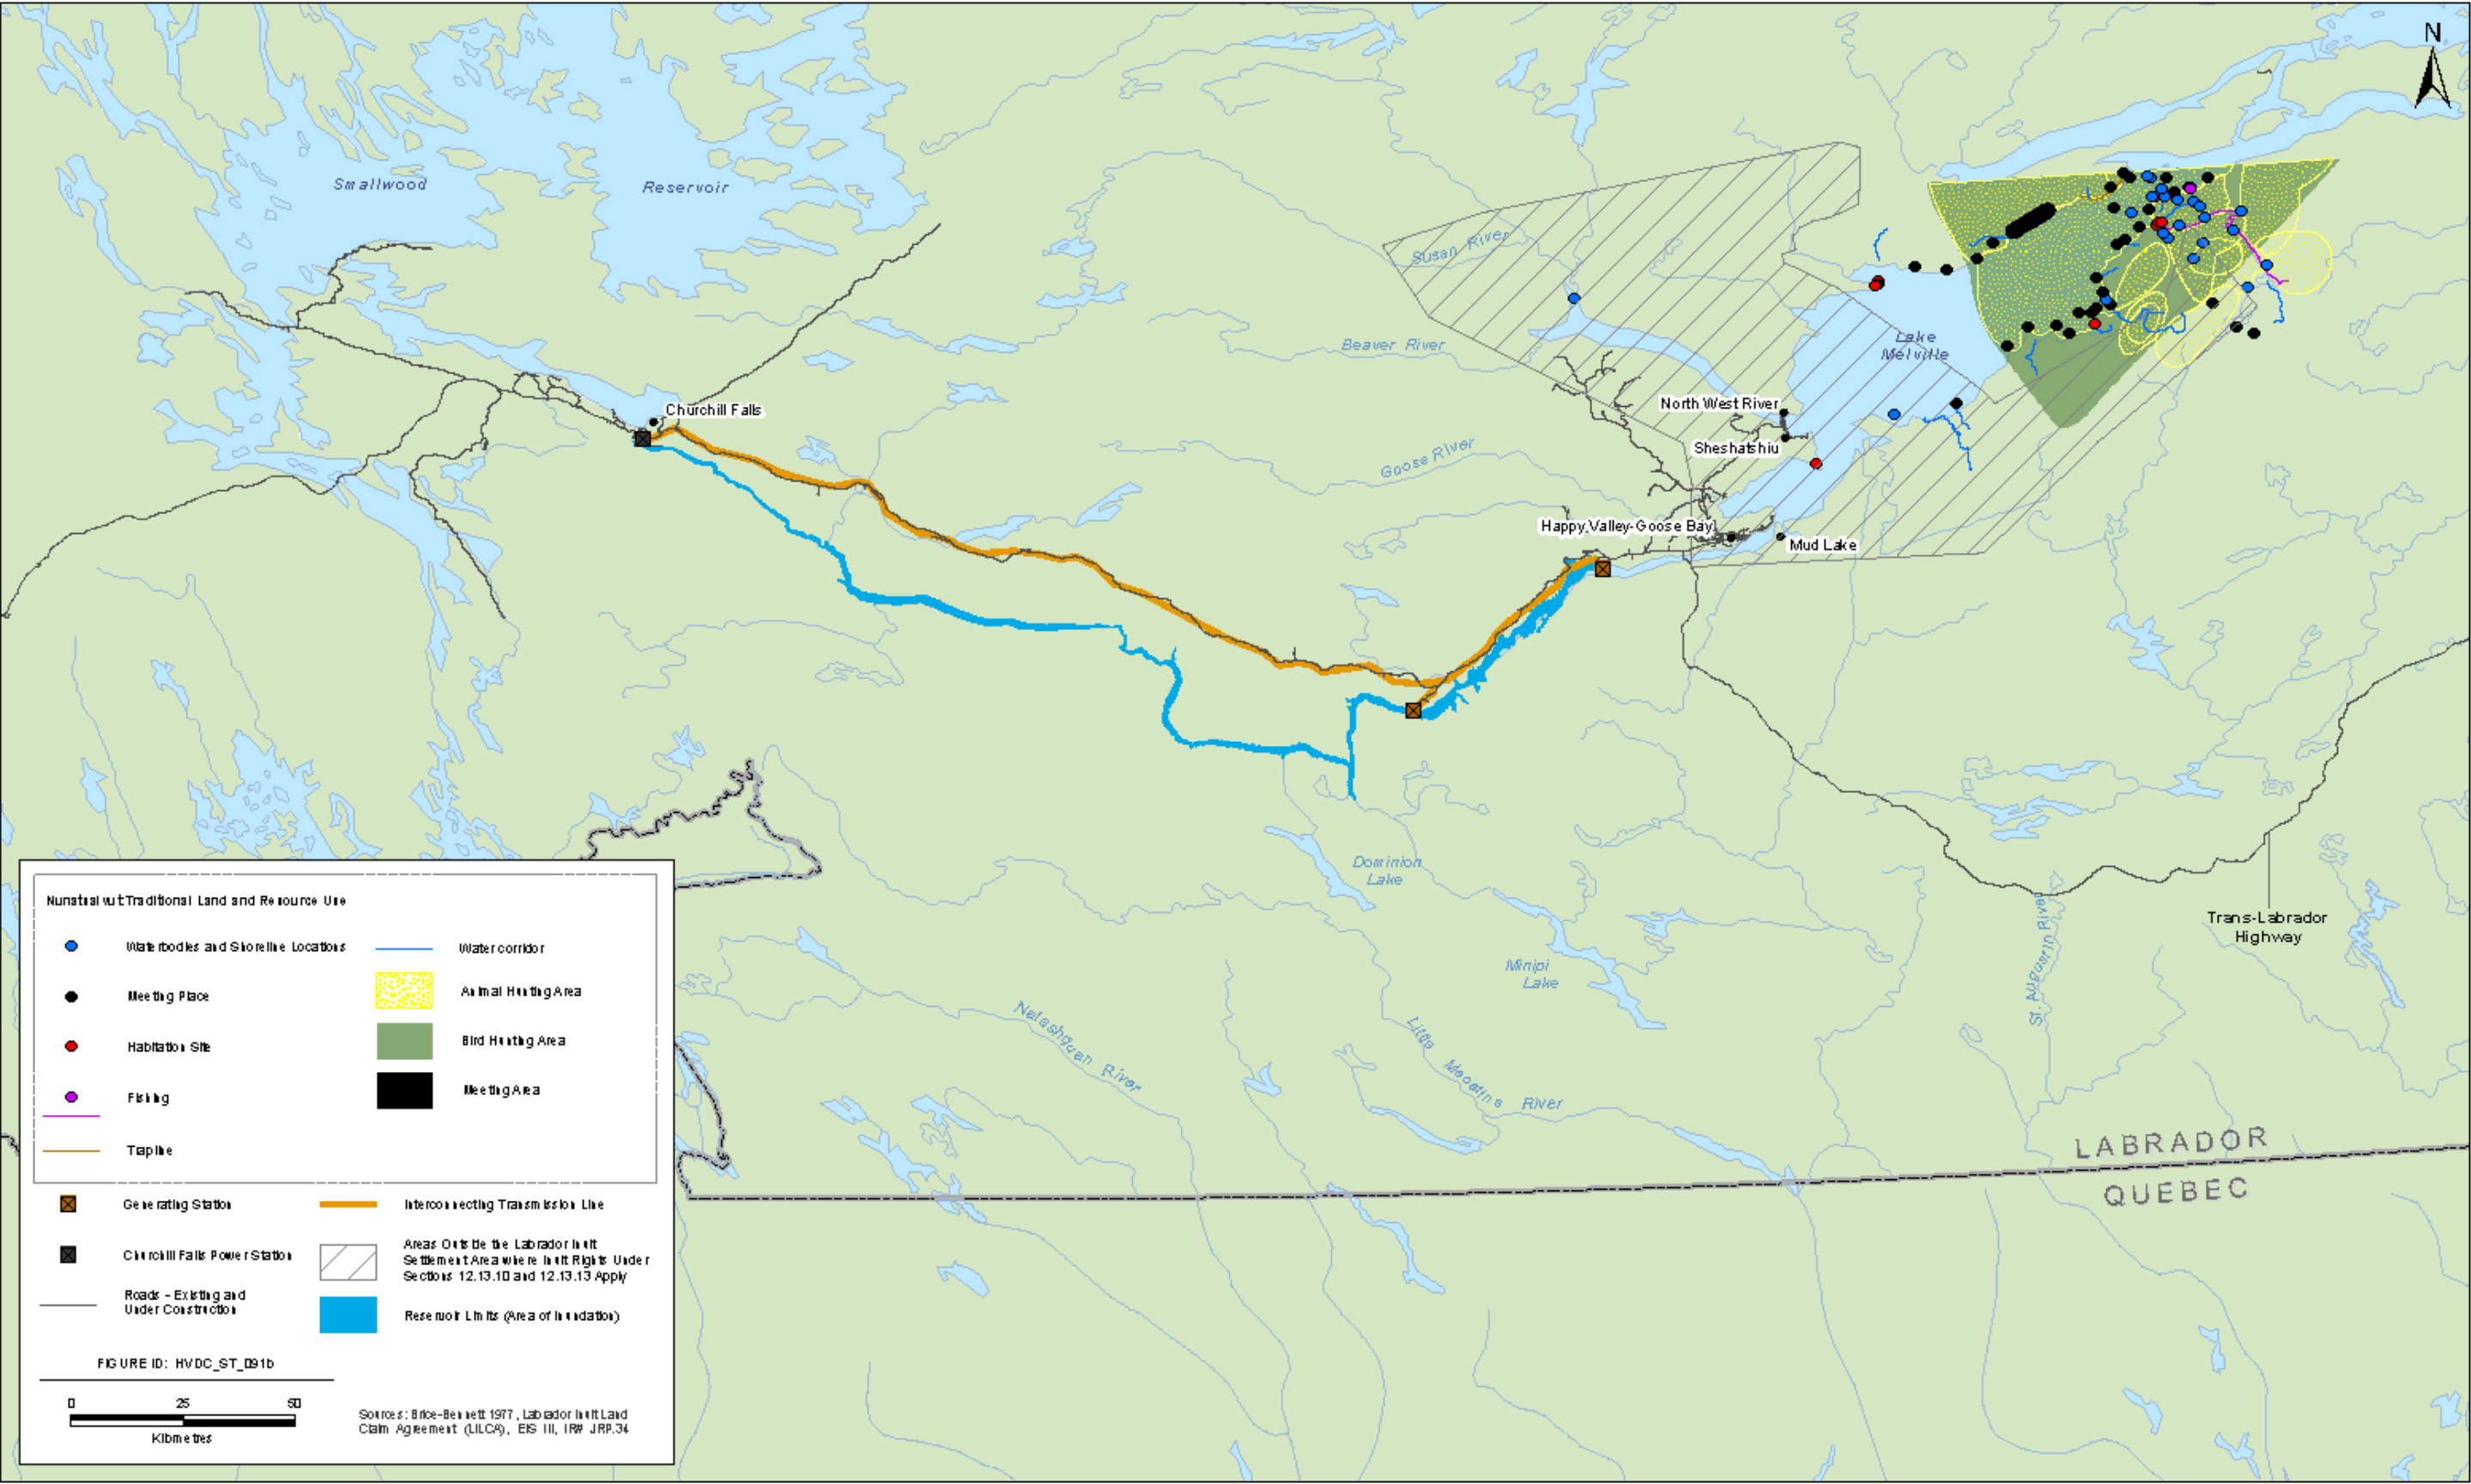 N
Smallwood
Reservoir
Susan River
Beaver River
Lake
Melville
Churchill Falls
North West River
Sheshatshiu
Goose River
Happy Valley-Goose Bay
Mud Lake
Dominion
Lake
Minipi
Lake
Natashquan River
Little Mecatina River
St. Augustin River
Trans-Labrador
Highway
LABRADOR
QUEBEC
Nunatsiavut Traditional Land and Resource Use
Waterbodies and Shoreline Locations
Water corridor
Meeting Place
Animal Hunting Area
Habitation Site
Bird Hunting Area
Fishing
Meeting Area
Trapline
Generating Station
Interconnecting Transmission Line
Churchill Falls Power Station
Areas Outside the Labrador Inuit
Settlement Area where Inuit Rights Under
Sections 12.13.10 and 12.13.13 Apply
Roads - Existing and
Under Construction
Reservoir Limits (Area of Inundation)
FIGURE ID: HVDC_ST_091b
0 25 50
Kilometres
Sources: Brice-Bennett 1977, Labrador Inuit Land
Claim Agreement (LILCA), EIS III, IR# JRP.34